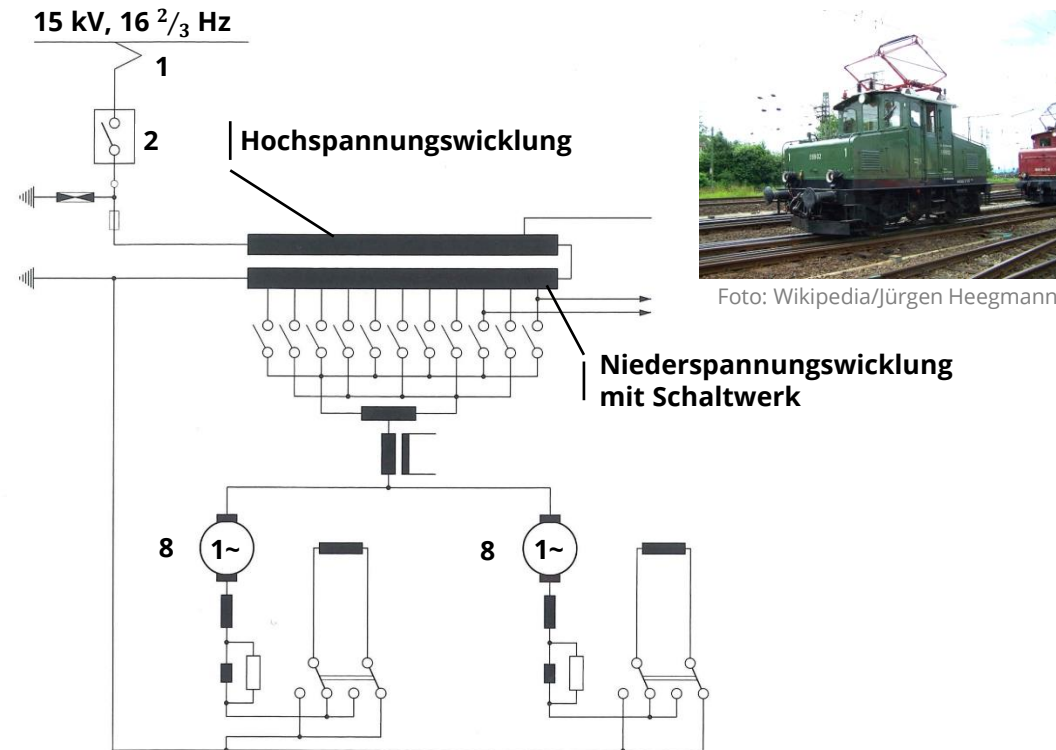 15 kV, 16 2/3 Hz
1
2
Hochspannungswicklung
Foto: Wikipedia/Jürgen Heegmann
Niederspannungswicklung
mit Schaltwerk
8
1~
8
1~